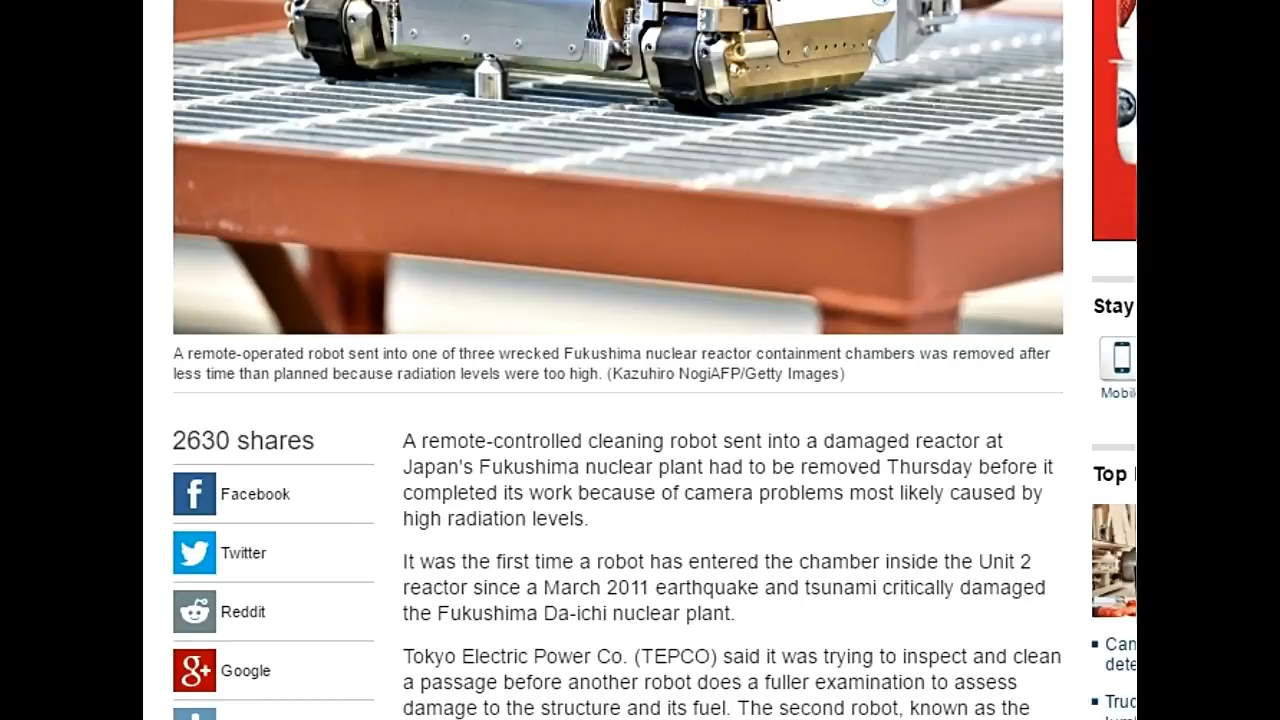 A remote-operated robot sent into one of three wrecked Fukushima nuclear reactor containment chambers was removed after
less time than planned because radiation levels were too high. (Kazuhiro NogiAFP/Getty Images)
2630 shares
Facebook
Twitter
Reddit
Google
A remote-controlled cleaning robot sent into a damaged reactor at
Japan's Fukushima nuclear plant had to be removed Thursday before it
completed its work because of camera problems most likely caused by
high radiation levels.
It was the first time a robot has entered the chamber inside the Unit 2
reactor since a March 2011 earthquake and tsunami critically damaged
the Fukushima Da-ichi nuclear plant.
Tokyo Electric Power Co. (TEPCO) said it was trying to inspect and clean
a passage before another robot does a fuller examination to assess
damage to the structure and its fuel. The second robot, known as the
Stay
Top